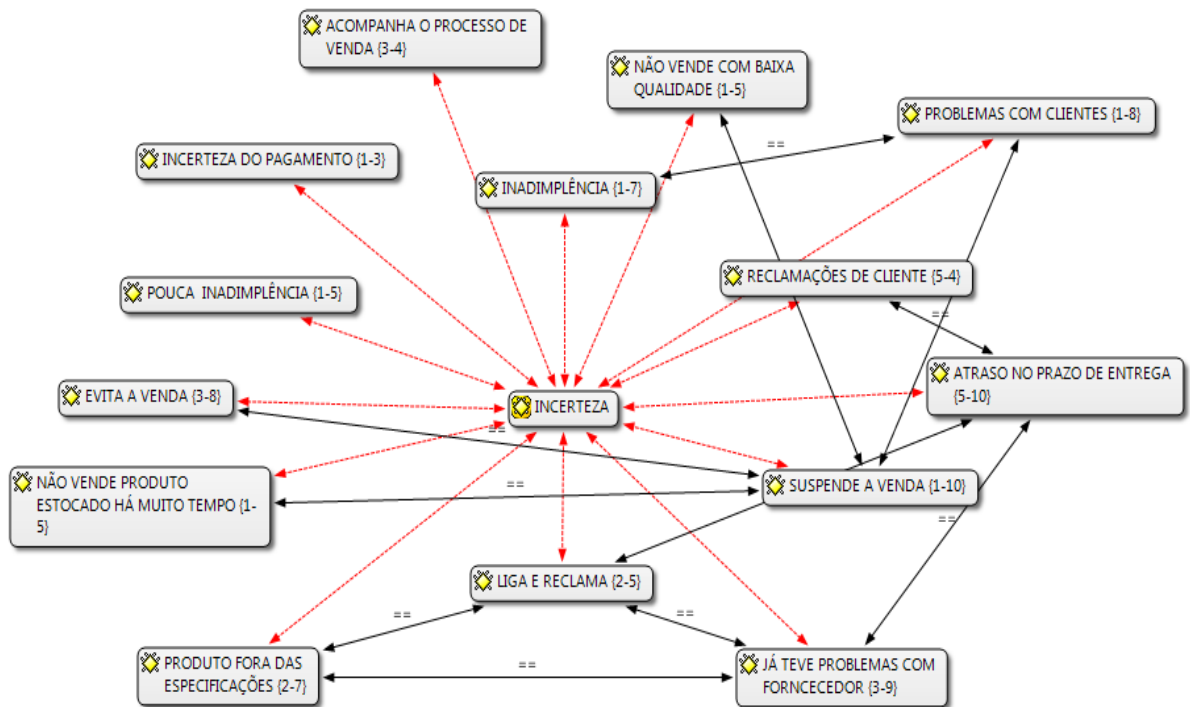 ACOMPANHA O PROCESSO DE
VENDA {3-4}
NÃO VENDE COM BAIXA
QUALIDADE {1-5}
PROBLEMAS COM CLIENTES {1-8}
==
INCERTEZA DO PAGAMENTO {1-3}
INADIMPLÊNCIA {1-7}
RECLAMAÇÕES DE CLIENTE {5-4}
POUCA INADIMPLÊNCIA {1-5}
==
ATRASO NO PRAZO DE ENTREGA
{5-10}
EVITA A VENDA {3-8}
INCERTEZA
==
NÃO VENDE PRODUTO
ESTOCADO HÁ MUITO TEMPO {1-
5}
==
SUSPENDE A VENDA {1-10}
==
LIGA E RECLAMA {2-5}
==
==
PRODUTO FORA DAS
ESPECIFICAÇÕES {2-7}
==
JÁ TEVE PROBLEMAS COM
FORNCECEDOR {3-9}